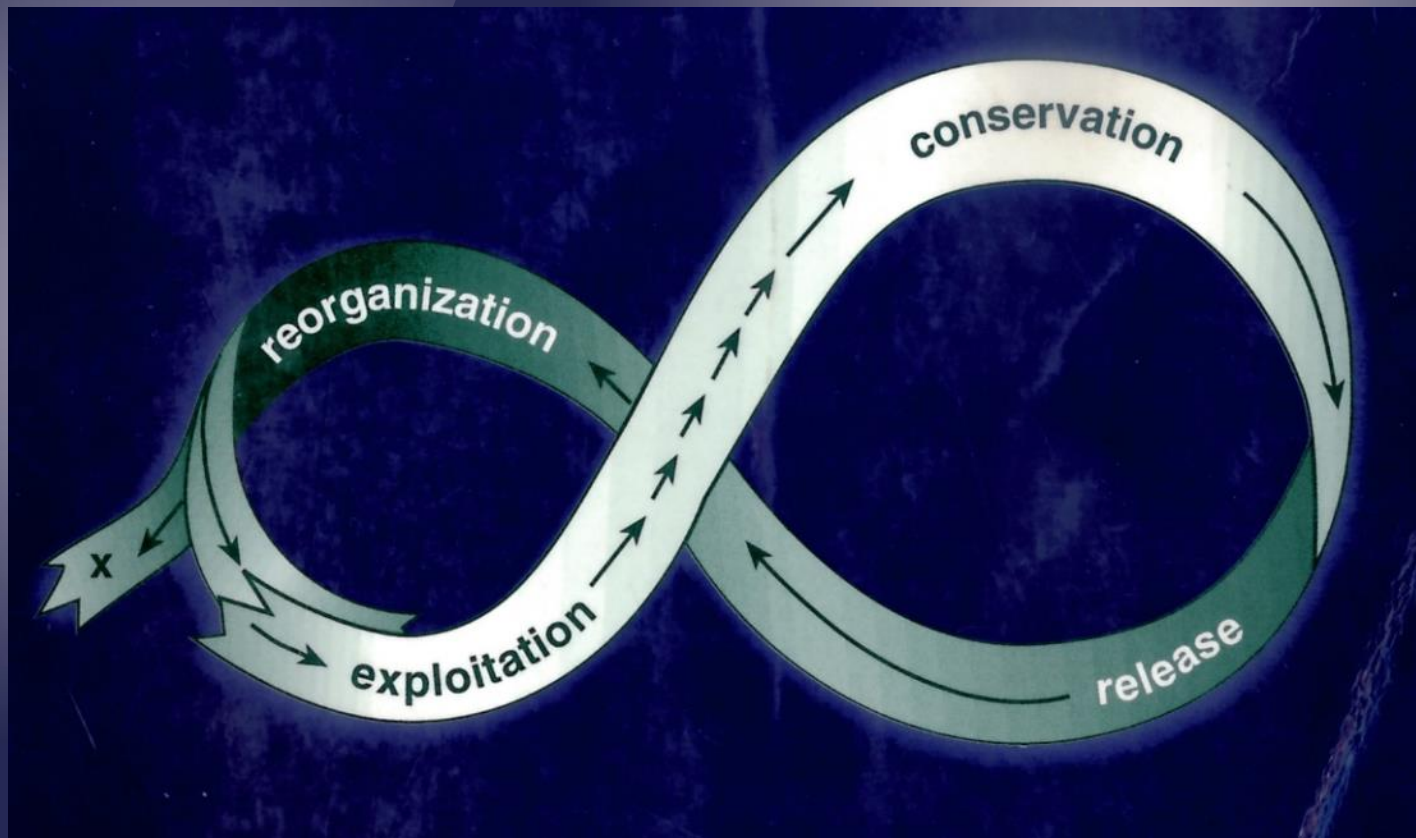 reorganization
conservation
x
exploitation
release